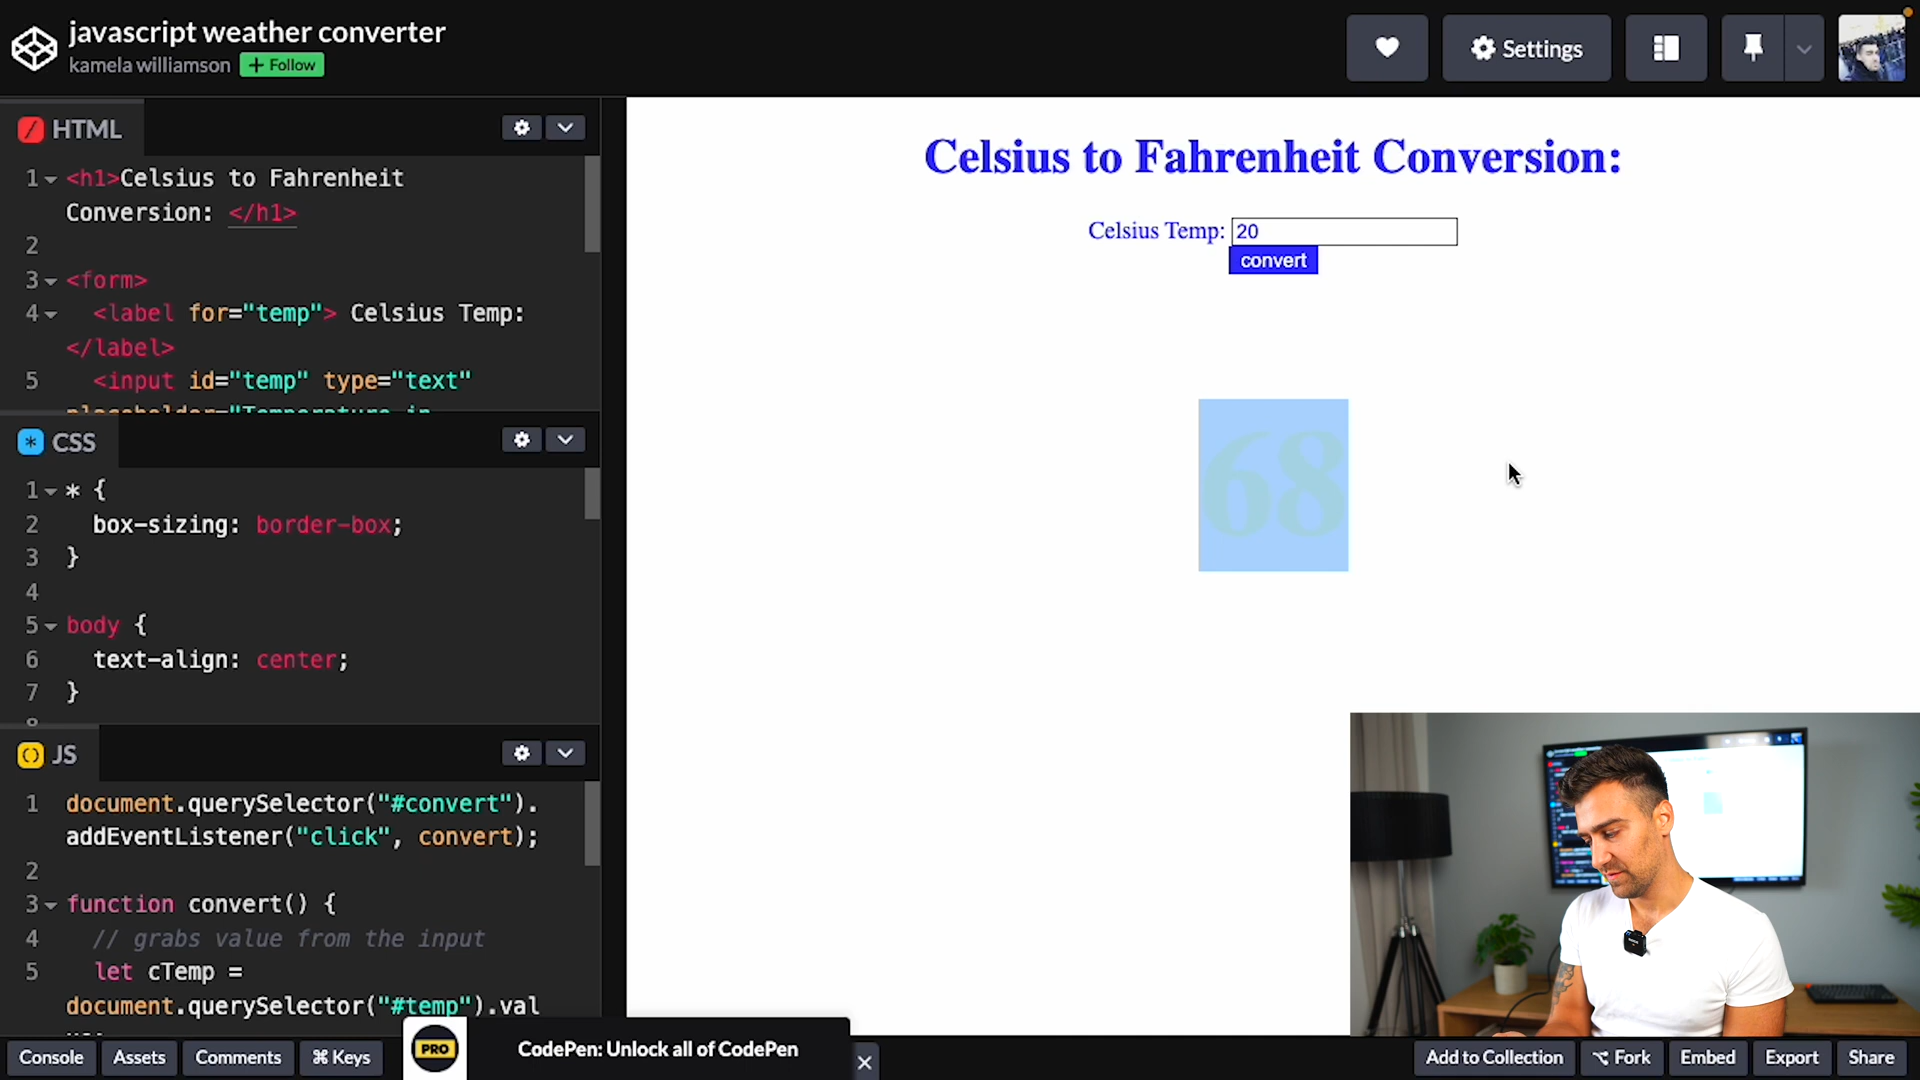 javascript weather converter
kamela williamson + Follow
Settings
HTML
1 <h1>Celsius to Fahrenheit
Conversion: </h1>
2
3 <form>
4 <label for="temp"> Celsius Temp:
</label>
5 <input id="temp" type="text"
placeholder="Temperature in
CSS
1 * {
2 box-sizing: border-box;
3 }
4
5 body {
6 text-align: center;
7 }
8
JS
1 document.querySelector("#convert").
addEventListener("click", convert);
2
3 function convert() {
4 // grabs value from the input
5 let cTemp =
document.querySelector("#temp").val
Celsius to Fahrenheit Conversion:
Celsius Temp: 20
convert
68
Console Assets Comments ⌘ Keys
PRO CodePen: Unlock all of CodePen
Add to Collection ⌥ Fork Embed Export Share